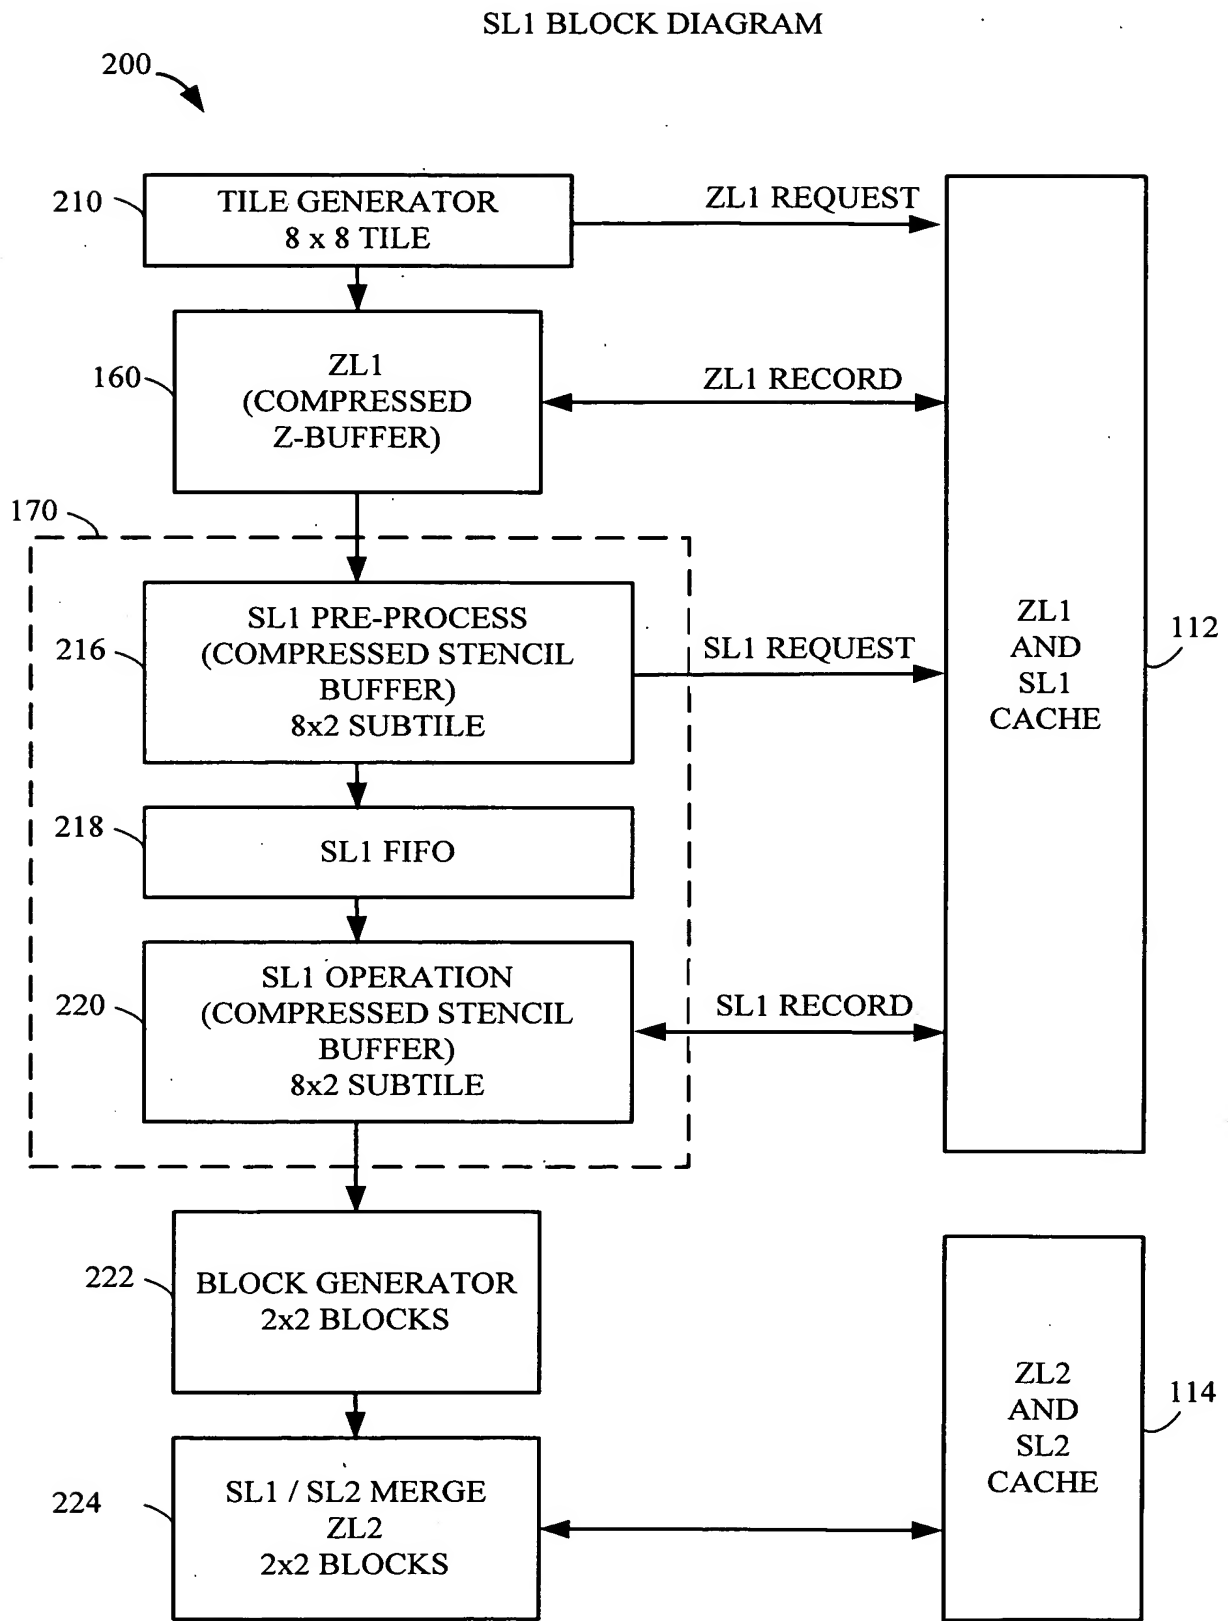 SL1 BLOCK DIAGRAM
200
210
TILE GENERATOR
8 x 8 TILE
ZL1 REQUEST
160
ZL1
(COMPRESSED
Z-BUFFER)
ZL1 RECORD
170
216
SL1 PRE-PROCESS
(COMPRESSED STENCIL
BUFFER)
8x2 SUBTILE
SL1 REQUEST
ZL1
AND
SL1
CACHE
112
218
SL1 FIFO
220
SL1 OPERATION
(COMPRESSED STENCIL
BUFFER)
8x2 SUBTILE
SL1 RECORD
222
BLOCK GENERATOR
2x2 BLOCKS
ZL2
AND
SL2
CACHE
114
224
SL1 / SL2 MERGE
ZL2
2x2 BLOCKS